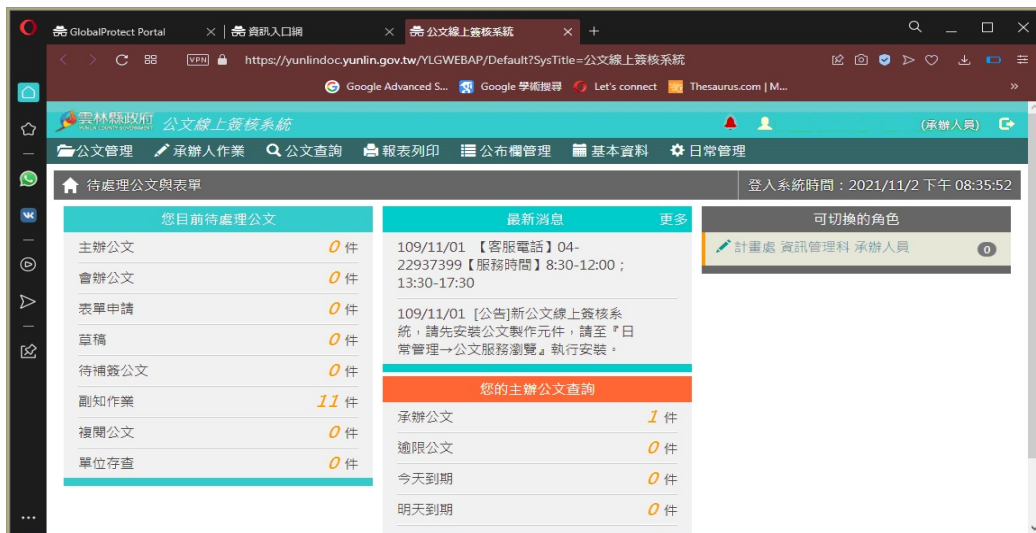 GlobalProtect Portal
資訊入口網
公文線上簽核系統
VPN
https://yunlindoc.yunlin.gov.tw/YLGWEBAP/Default?SysTitle=公文線上簽核系統
Google Advanced S...
Google 學術搜尋
Let's connect
Thesaurus.com | M...
雲林縣政府 公文線上簽核系統
(承辦人員)
公文管理 承辦人作業 公文查詢 報表列印 公布欄管理 基本資料 日常管理
待處理公文與表單
登入系統時間：2021/11/2 下午 08:35:52
您目前待處理公文
主辦公文 0 件
會辦公文 0 件
表單申請 0 件
草稿 0 件
待補簽公文 0 件
副知作業 11 件
複閱公文 0 件
單位存查 0 件
最新消息 更多
109/11/01 【客服電話】04-
22937399【服務時間】8:30-12:00；
13:30-17:30
109/11/01 [公告]新公文線上簽核系
統，請先安裝公文製作元件，請至『日
常管理→公文服務瀏覽』執行安裝。
您的主辦公文查詢
承辦公文 1 件
逾限公文 0 件
今天到期 0 件
明天到期 0 件
可切換的角色
計畫處 資訊管理科 承辦人員 0